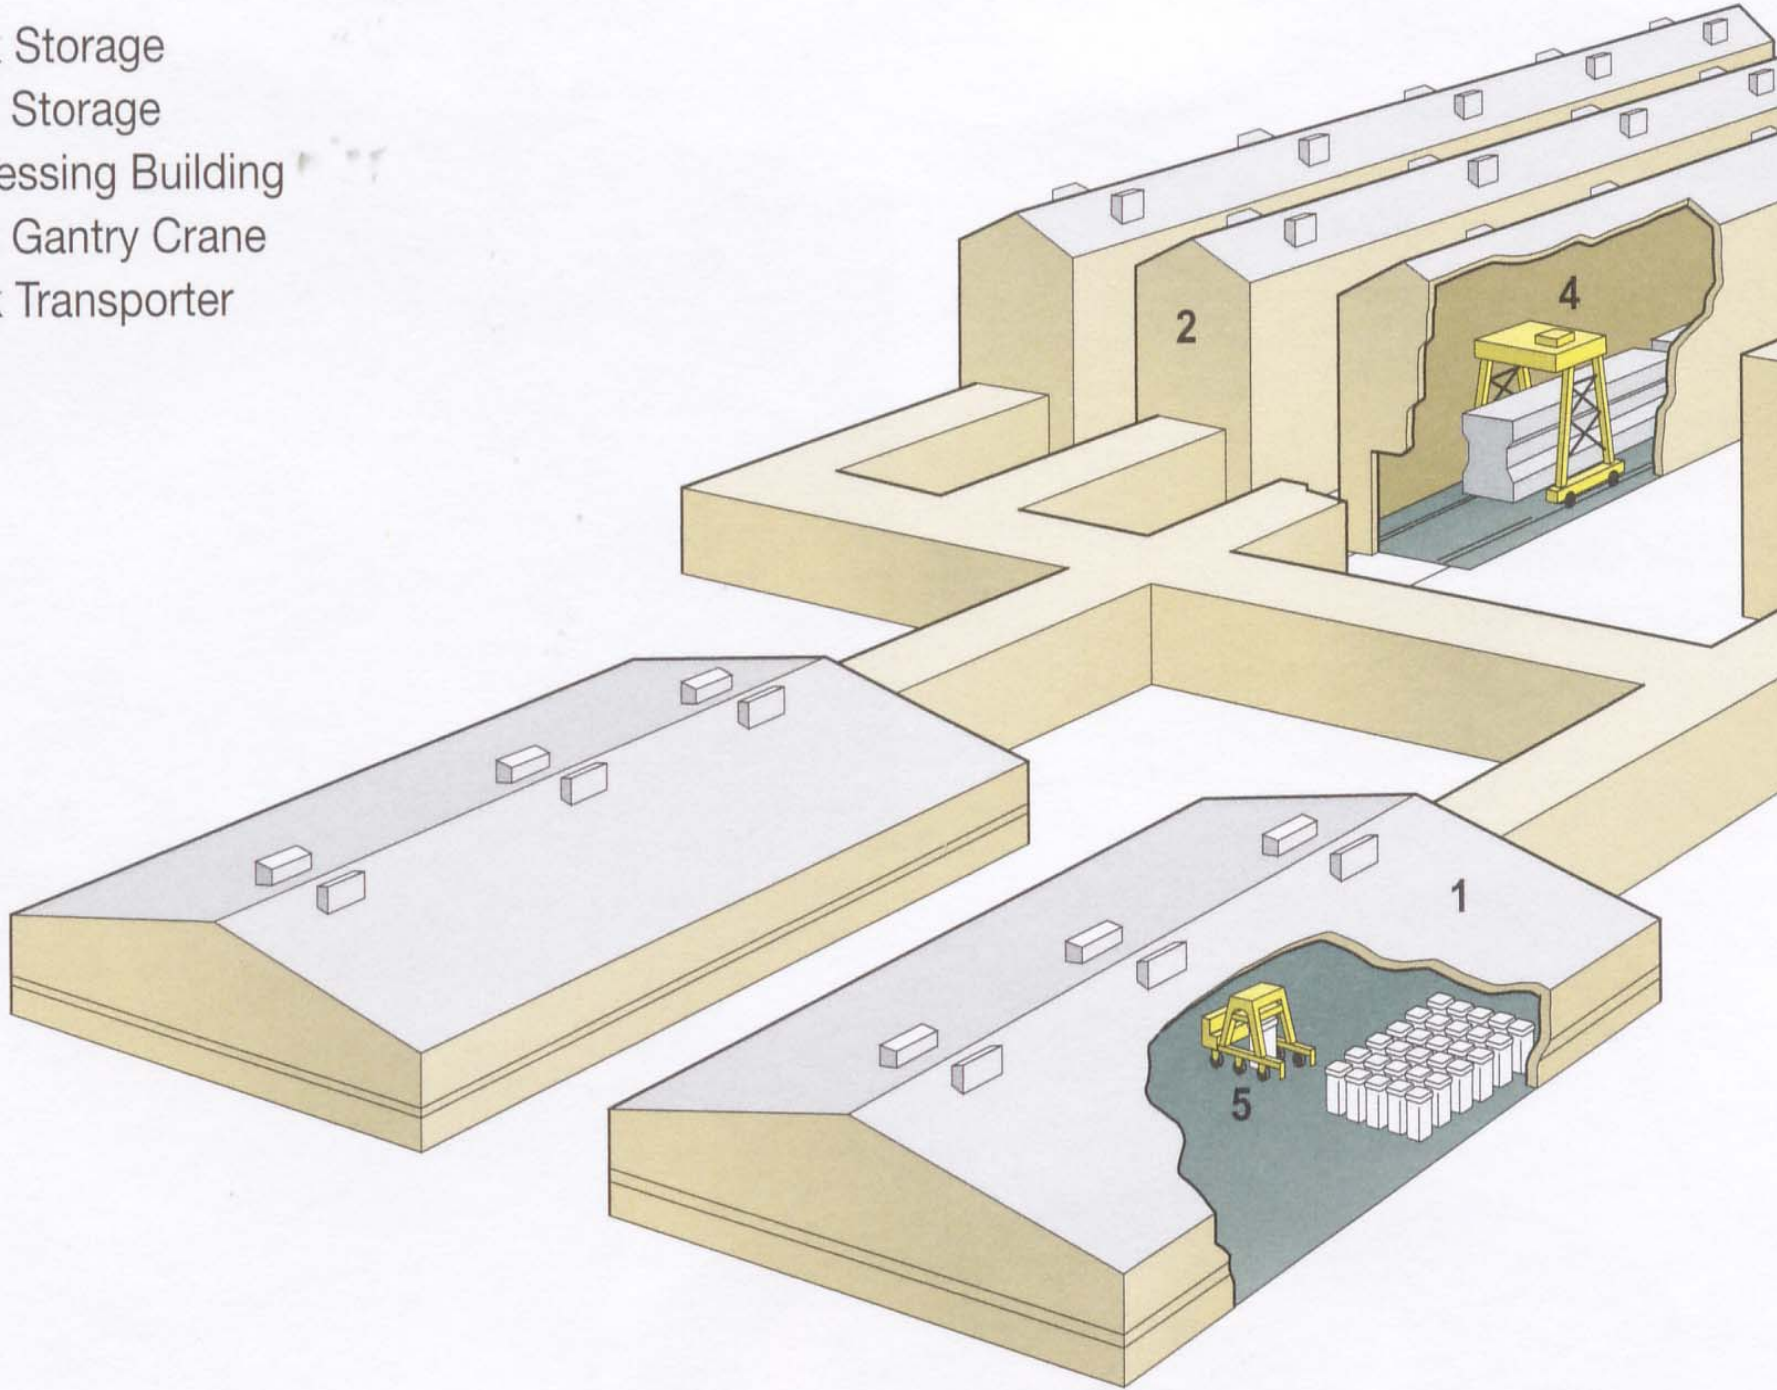 Storage
Storage
essing Building
Gantry Crane
Transporter
4
2
1
5